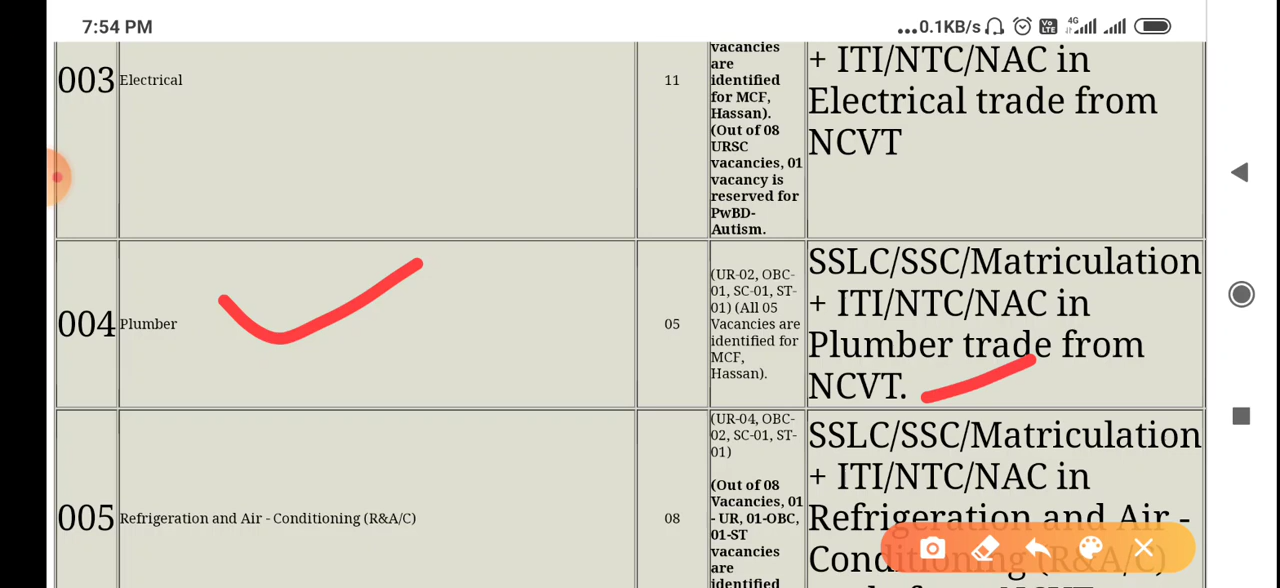 7:54 PM
...0.1KB/s
4G
Vo
LTE
003
Electrical
11
vacancies
are
identified
for MCF,
Hassan).
(Out of 08
URSC
vacancies, 01
vacancy is
reserved for
PwBD-
Autism.
+ ITI/NTC/NAC in
Electrical trade from
NCVT
004
Plumber
05
(UR-02, OBC-
01, SC-01, ST-
01) (All 05
Vacancies are
identified for
MCF,
Hassan).
SSLC/SSC/Matriculation
+ ITI/NTC/NAC in
Plumber trade from
NCVT.
005
Refrigeration and Air - Conditioning (R&A/C)
08
(UR-04, OBC-
02, SC-01, ST-
01)
(Out of 08
Vacancies, 01
- UR, 01-OBC,
01-ST
vacancies
are
identified
SSLC/SSC/Matriculation
+ ITI/NTC/NAC in
Refrigeration and Air -
Conditioning (R&A/C)